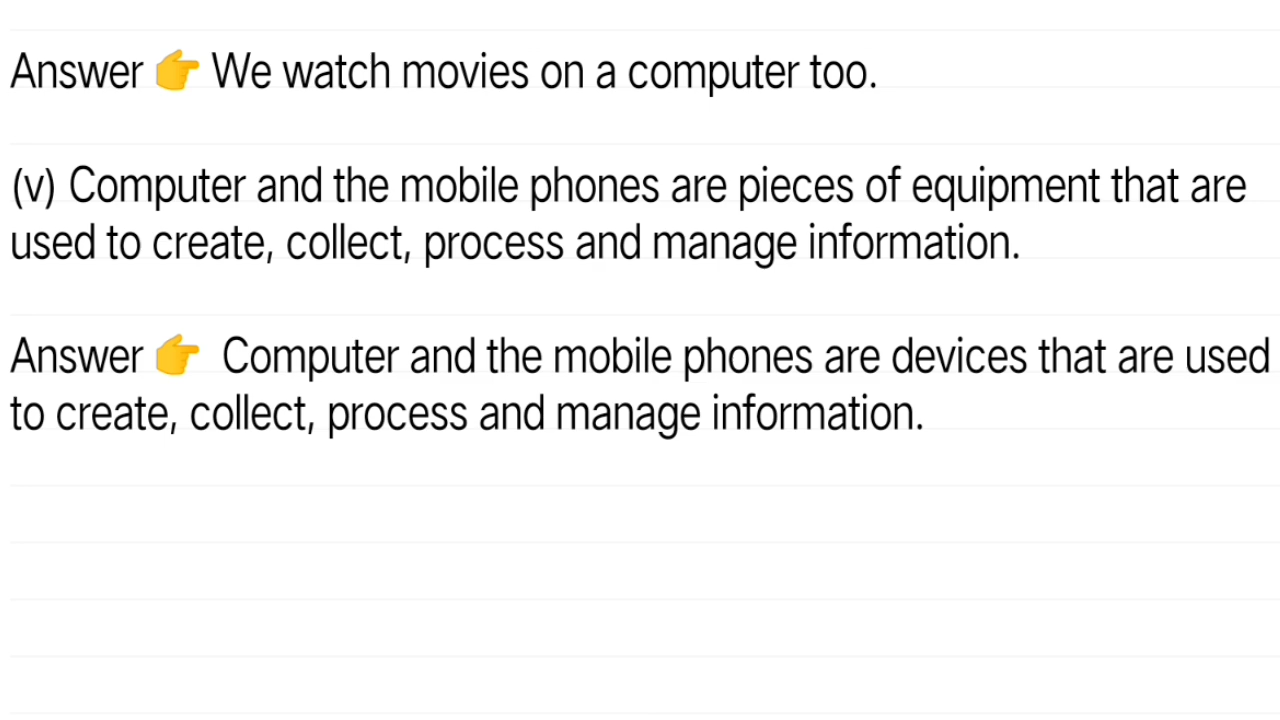 Answer 👉 We watch movies on a computer too.
(v) Computer and the mobile phones are pieces of equipment that are
used to create, collect, process and manage information.
Answer 👉 Computer and the mobile phones are devices that are used
to create, collect, process and manage information.